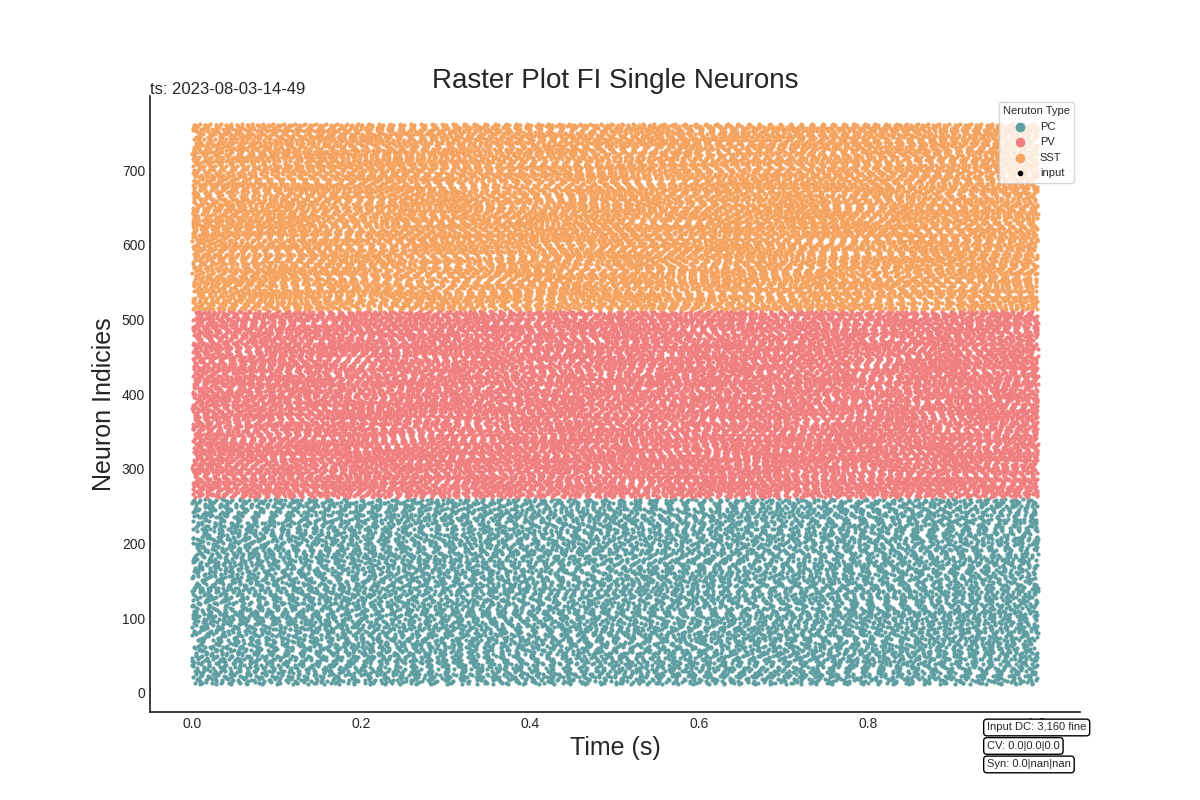 Raster Plot FI Single Neurons
ts: 2023-08-03-14-49
Neruton Type
PC
PV
SST
input
Neuron Indicies
700
600
500
400
300
200
100
0
0.0 0.2 0.4 0.6 0.8
Time (s)
Input DC: 3,160 fine
CV: 0.0|0.0|0.0
Syn: 0.0|nan|nan